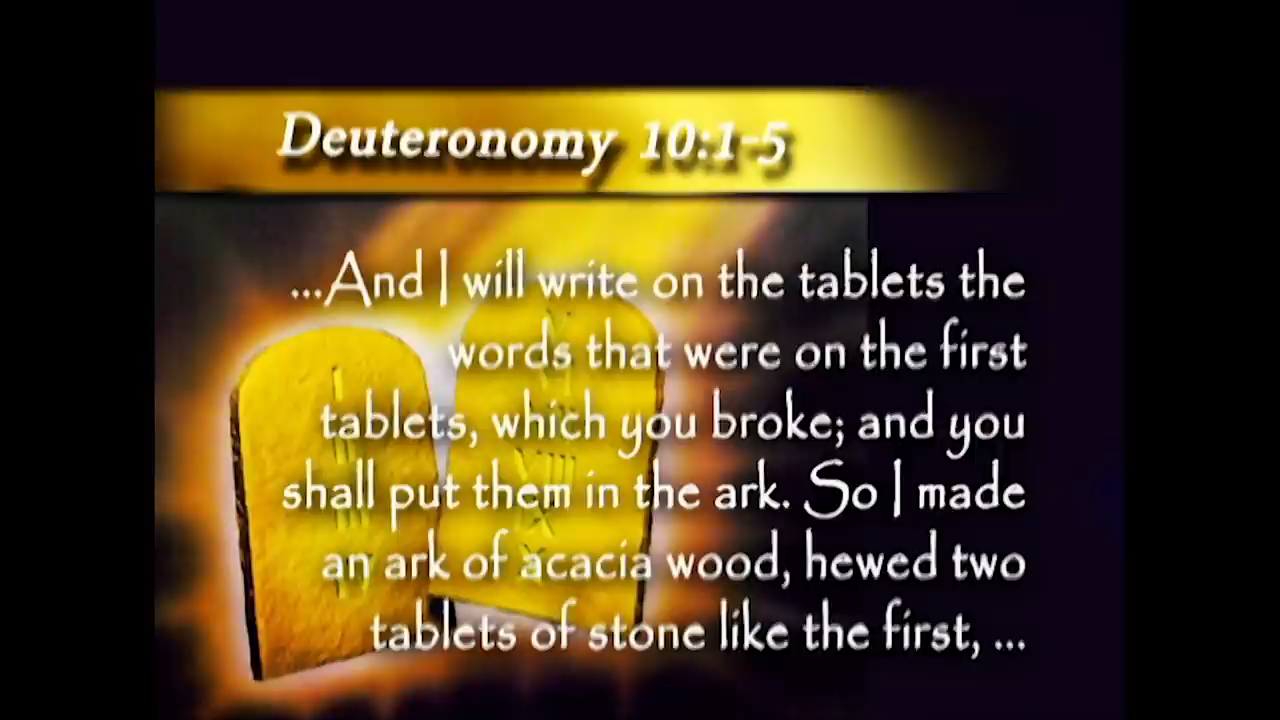 Deuteronomy 10:1-5
...And I will write on the tablets the
words that were on the first
tablets, which you broke; and you
shall put them in the ark. So I made
an ark of acacia wood, hewed two
tablets of stone like the first, ...